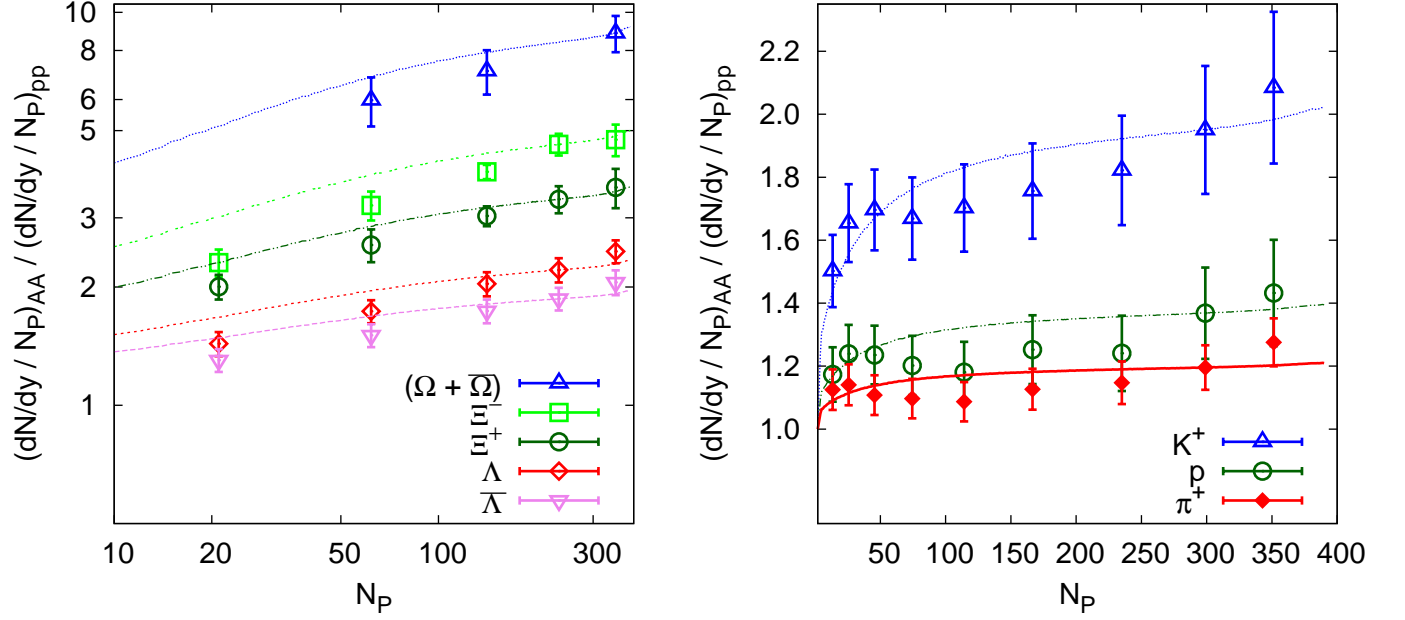 (dN/dy / N_P)_AA / (dN/dy / N_P)_pp
10
8
6
5
3
2
1
(Ω + Ω̅)
Ξ⁻
Ξ⁺
Λ
Λ̅
10 20 50 100 300
N_P
(dN/dy / N_P)_AA / (dN/dy / N_P)_pp
2.2
2.0
1.8
1.6
1.4
1.2
1.0
K⁺
p
π⁺
50 100 150 200 250 300 350 400
N_P